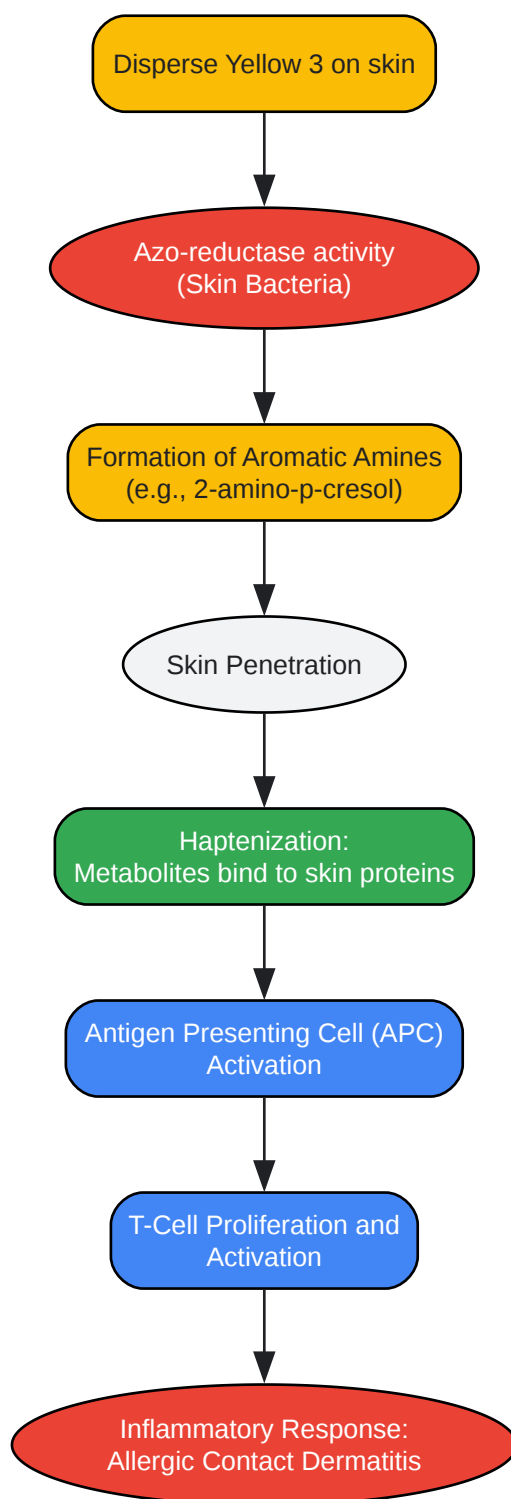 Disperse Yellow 3 on skin
Azo-reductase activity
(Skin Bacteria)
Formation of Aromatic Amines
(e.g., 2-amino-p-cresol)
Skin Penetration
Haptenization:
Metabolites bind to skin proteins
Antigen Presenting Cell (APC)
Activation
T-Cell Proliferation and
Activation
Inflammatory Response:
Allergic Contact Dermatitis